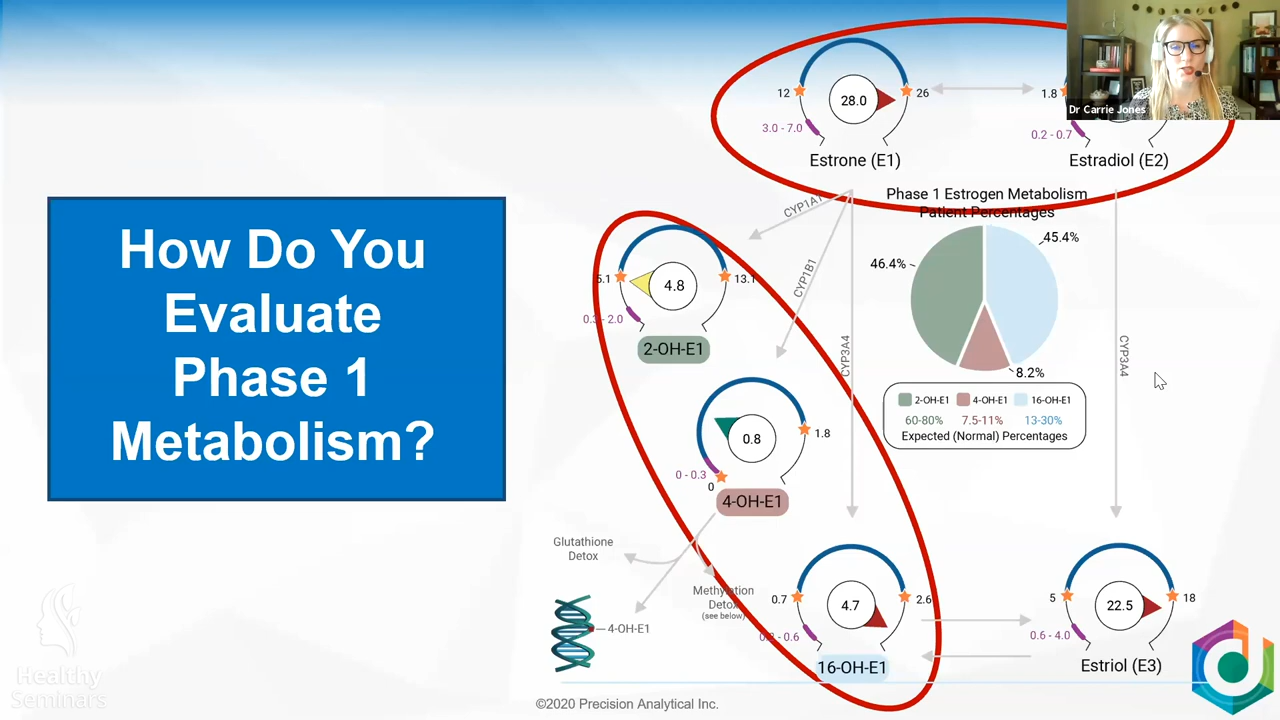 How Do You
Evaluate
Phase 1
Metabolism?
12
28.0
26
3.0 - 7.0
Estrone (E1)
1.8
Dr Carrie Jones
0.2 - 0.7
Estradiol (E2)
Phase 1 Estrogen Metabolism
Patient Percentages
46.4%
45.4%
8.2%
2-OH-E1
4-OH-E1
16-OH-E1
60-80%
7.5-11%
13-30%
Expected (Normal) Percentages
CYP1A1
CYP1B1
CYP3A4
CYP3A4
5.1
4.8
13.1
2.0
2-OH-E1
0.8
1.8
0 - 0.3
0
4-OH-E1
Glutathione
Detox
Methylation
Detox
(see below)
4-OH-E1
0.7
4.7
2.6
0.6
16-OH-E1
5
22.5
18
0.6 - 4.0
Estriol (E3)
Healthy
Seminars
©2020 Precision Analytical Inc.